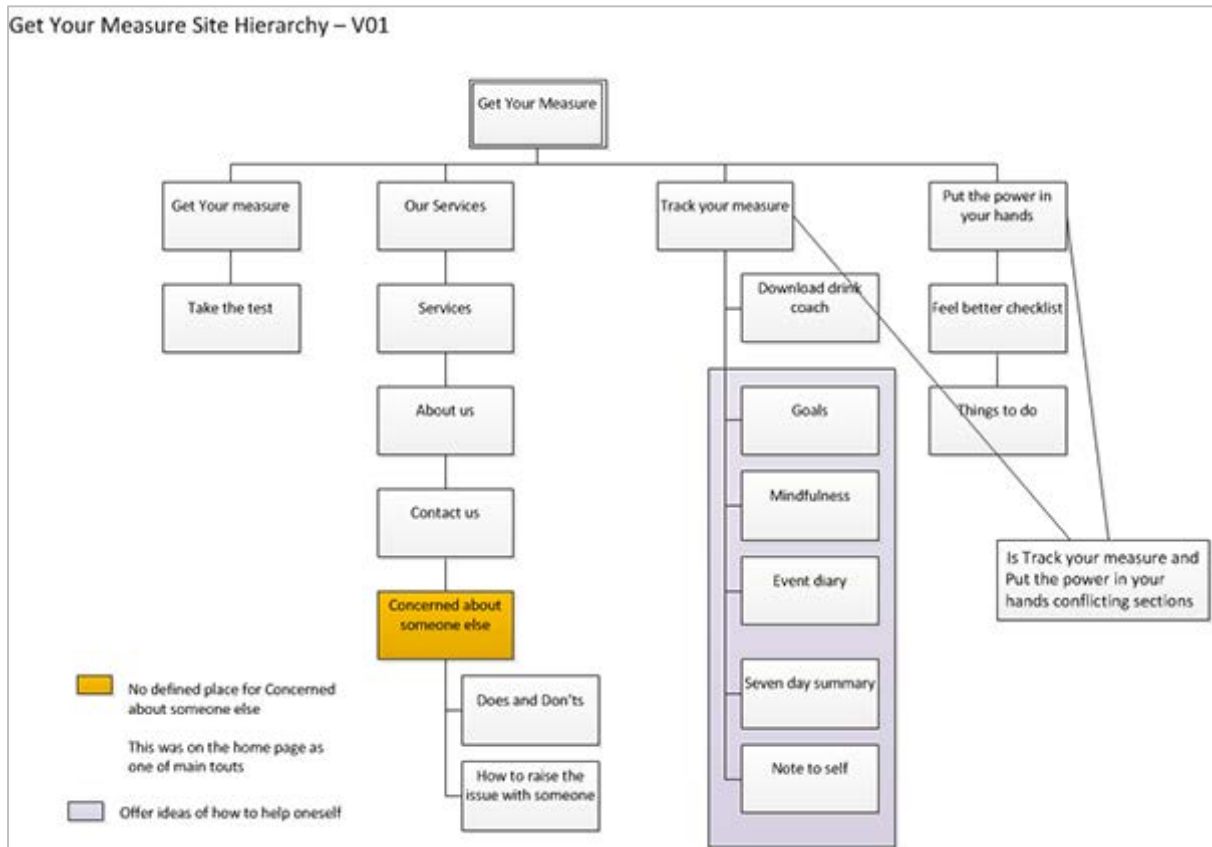 Get Your Measure Site Hierarchy – V01
Get Your Measure
Get Your measure
Our Services
Track your measure
Put the power in
your hands
Take the test
Services
Download drink
coach
Feel better checklist
About us
Goals
Things to do
Contact us
Mindfulness
Is Track your measure and
Put the power in your
hands conflicting sections
Event diary
Concerned about
someone else
No defined place for Concerned
about someone else
This was on the home page as
one of main touts
Offer ideas of how to help oneself
Does and Don'ts
How to raise the
issue with someone
Seven day summary
Note to self